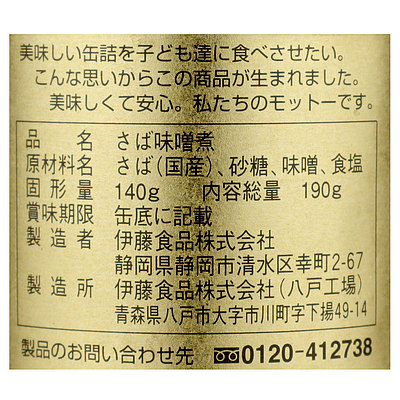 美味しい缶詰を子ども達に食べさせたい。
こんな思いからこの商品が生まれました。
美味しくて安心。私たちのモットーです。
品名 さば味噌煮
原材料名 さば(国産)、砂糖、味噌、食塩
固形量 140g 内容総量 190g
賞味期限 缶底に記載
製造者 伊藤食品株式会社
静岡県静岡市清水区幸町2-67
製造所 伊藤食品株式会社(八戸工場)
青森県八戸市大字市川町字下揚49-14
製品のお問い合わせ先 0120-412738